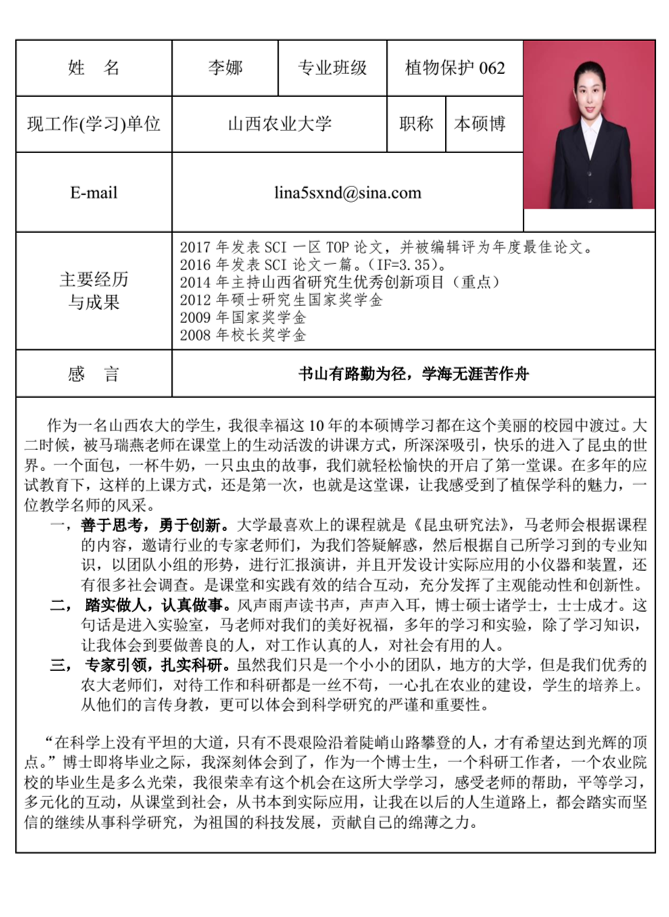 姓 名 李娜 专业班级 植物保护 062
现工作(学习)单位 山西农业大学 职称 本硕博
E-mail lina5sxnd@sina.com
主要经历
与成果
2017 年发表 SCI 一区 TOP 论文，并被编辑评为年度最佳论文。
2016 年发表 SCI 论文一篇。（IF=3.35）。
2014 年主持山西省研究生优秀创新项目（重点）
2012 年硕士研究生国家奖学金
2009 年国家奖学金
2008 年校长奖学金
感 言 书山有路勤为径，学海无涯苦作舟
作为一名山西农大的学生，我很幸福这 10 年的本硕博学习都在这个美丽的校园中渡过。大
二时候，被马瑞燕老师在课堂上的生动活泼的讲课方式，所深深吸引，快乐的进入了昆虫的世
界。一个面包，一杯牛奶，一只虫虫的故事，我们就轻松愉快的开启了第一堂课。在多年的应
试教育下，这样的上课方式，还是第一次，也就是这堂课，让我感受到了植保学科的魅力，一
位教学名师的风采。
一，善于思考，勇于创新。大学最喜欢上的课程就是《昆虫研究法》，马老师会根据课程
的内容，邀请行业的专家老师们，为我们答疑解惑，然后根据自己所学习到的专业知
识，以团队小组的形势，进行汇报演讲，并且开发设计实际应用的小仪器和装置，还
有很多社会调查。是课堂和实践有效的结合互动，充分发挥了主观能动性和创新性。
二， 踏实做人，认真做事。风声雨声读书声，声声入耳，博士硕士诸学士，士士成才。这
句话是进入实验室，马老师对我们的美好祝福，多年的学习和实验，除了学习知识，
让我体会到要做善良的人，对工作认真的人，对社会有用的人。
三， 专家引领，扎实科研。虽然我们只是一个小小的团队，地方的大学，但是我们优秀的
农大老师们，对待工作和科研都是一丝不苟，一心扎在农业的建设，学生的培养上。
从他们的言传身教，更可以体会到科学研究的严谨和重要性。
“在科学上没有平坦的大道，只有不畏艰险沿着陡峭山路攀登的人，才有希望达到光辉的顶
点。”博士即将毕业之际，我深刻体会到了，作为一个博士生，一个科研工作者，一个农业院
校的毕业生是多么光荣，我很荣幸有这个机会在这所大学学习，感受老师的帮助，平等学习，
多元化的互动，从课堂到社会，从书本到实际应用，让我在以后的人生道路上，都会踏实而坚
信的继续从事科学研究，为祖国的科技发展，贡献自己的绵薄之力。